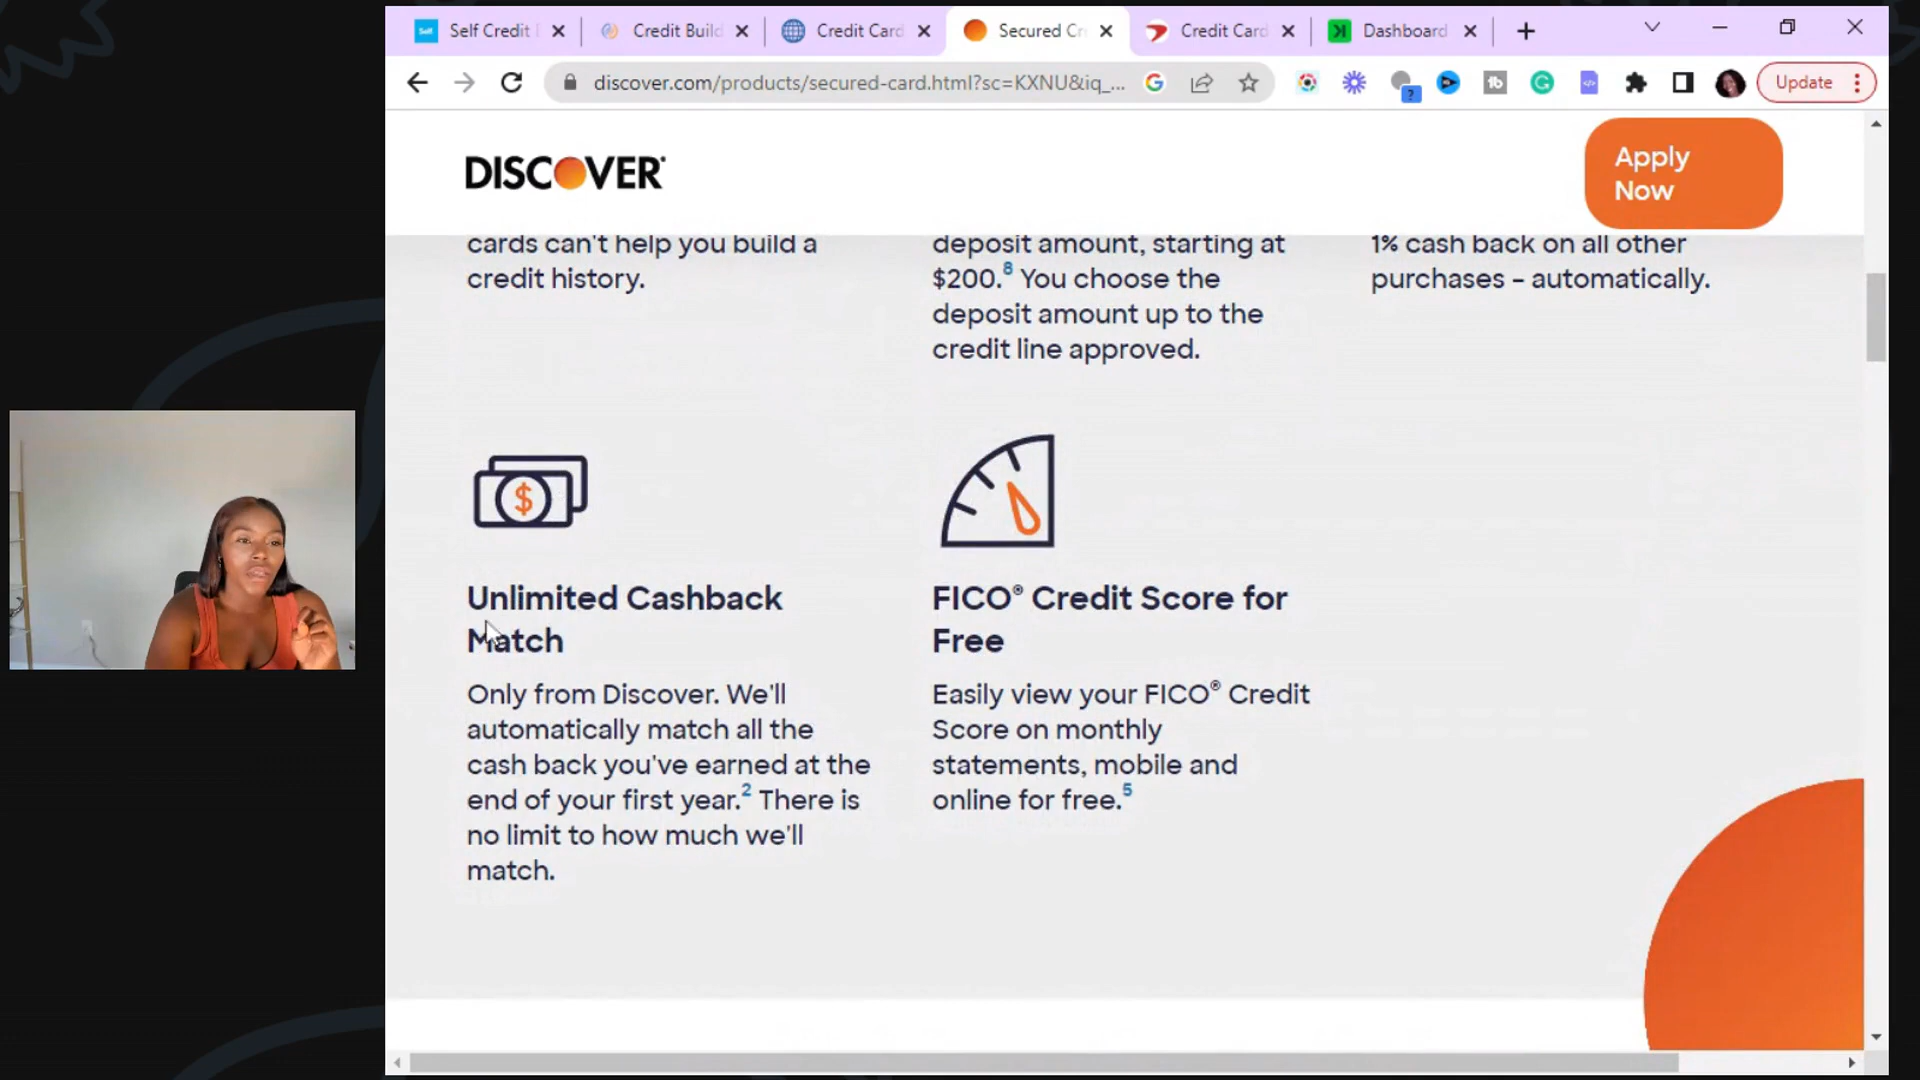 Self Credit
Credit Build
Credit Card
Secured Cr
Credit Card
Dashboard
discover.com/products/secured-card.html?sc=KXNU&iq_...
Update
DISCOVER
Apply
Now
cards can't help you build a
credit history.
deposit amount, starting at
$200.8 You choose the
deposit amount up to the
credit line approved.
1% cash back on all other
purchases – automatically.
Unlimited Cashback
Match
Only from Discover. We'll
automatically match all the
cash back you've earned at the
end of your first year.2 There is
no limit to how much we'll
match.
FICO® Credit Score for
Free
Easily view your FICO® Credit
Score on monthly
statements, mobile and
online for free.5